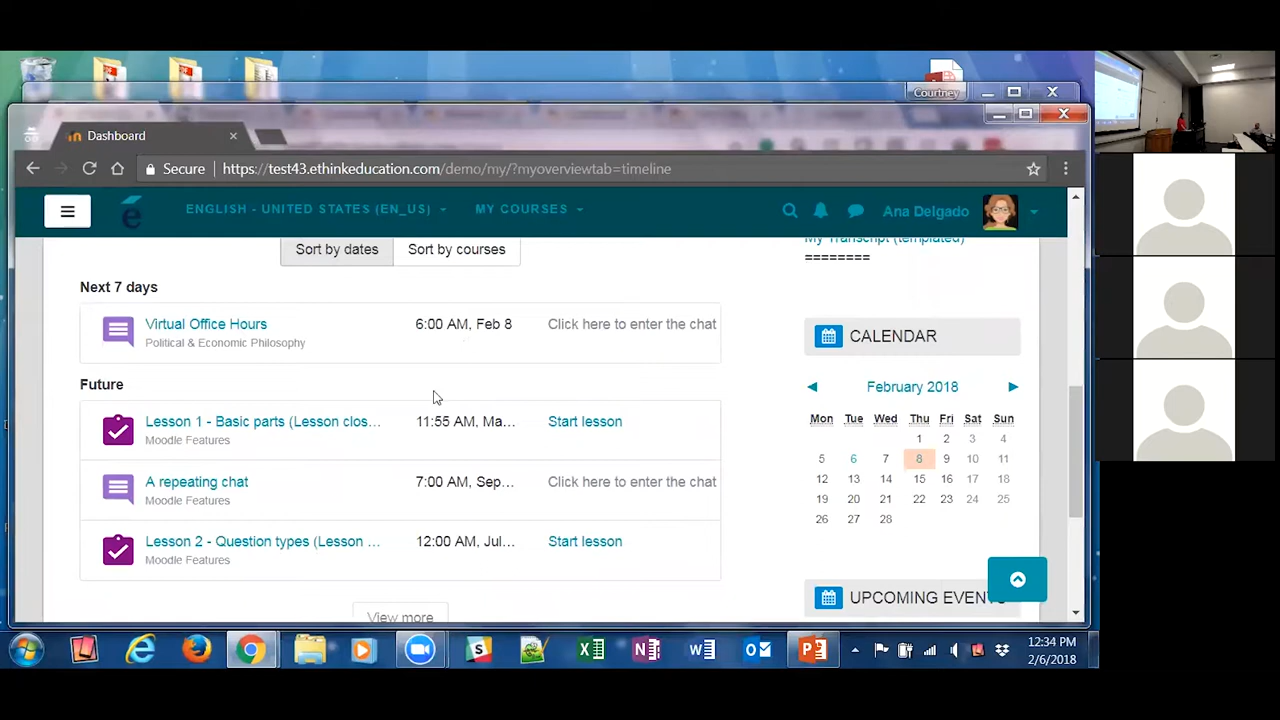 Courtney
Dashboard
Secure
https://test43.ethinkeducation.com/demo/my/?myoverviewtab=timeline
ENGLISH - UNITED STATES (EN_US)
MY COURSES
Ana Delgado
My Transcript (templated)
========
Sort by dates
Sort by courses
Next 7 days
Virtual Office Hours
6:00 AM, Feb 8
Click here to enter the chat
Political & Economic Philosophy
Future
Lesson 1 - Basic parts (Lesson clos...
11:55 AM, Ma...
Start lesson
Moodle Features
A repeating chat
7:00 AM, Sep...
Click here to enter the chat
Moodle Features
Lesson 2 - Question types (Lesson ...
12:00 AM, Jul...
Start lesson
Moodle Features
View more
CALENDAR
February 2018
Mon Tue Wed Thu Fri Sat Sun
1 2 3 4
5 6 7 8 9 10 11
12 13 14 15 16 17 18
19 20 21 22 23 24 25
26 27 28
UPCOMING EVENTS
12:34 PM
2/6/2018